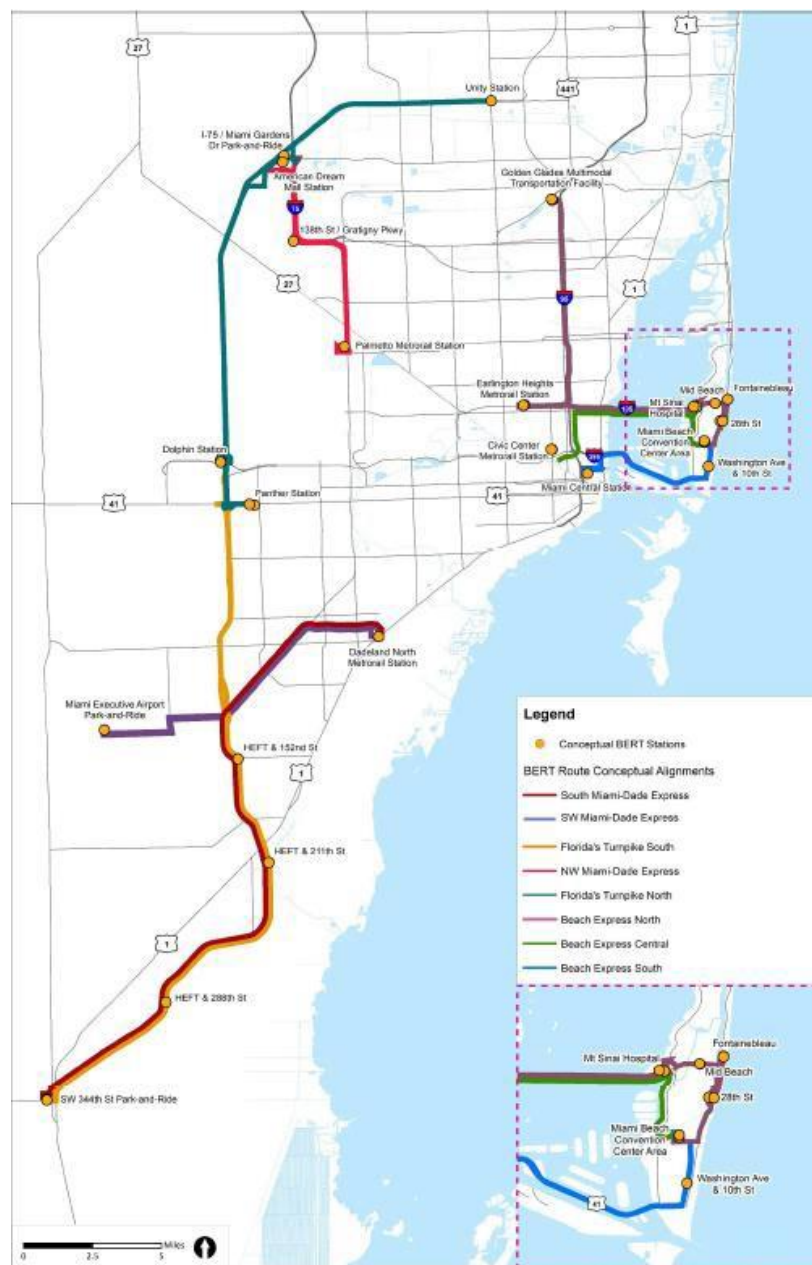 27
1
Unity Station
441
I-75 / Miami Gardens
Dr Park-and-Ride
American Dream
Mall Station
Golden Glades Multimodal
Transportation Facility
75
138th St / Gratigny Pkwy
27
1
95
Palmetto Metrorail Station
Earlington Heights
Metrorail Station
Mt Sinai
Hospital
Mid Beach
Fontainebleau
28th St
Miami Beach
Convention
Center Area
Civic Center
Metrorail Station
Washington Ave
& 10th St
Dolphin Station
Miami Central Station
Panther Station
41
41
Dadeland North
Metrorail Station
Miami Executive Airport
Park-and-Ride
HEFT & 152nd St
1
HEFT & 211th St
1
HEFT & 288th St
SW 344th St Park-and-Ride
Legend
Conceptual BERT Stations
BERT Route Conceptual Alignments
South Miami-Dade Express
SW Miami-Dade Express
Florida's Turnpike South
NW Miami-Dade Express
Florida's Turnpike North
Beach Express North
Beach Express Central
Beach Express South
Fontainebleau
Mt Sinai Hospital
Mid Beach
28th St
Miami Beach
Convention
Center Area
Washington Ave
& 10th St
41
Miles
0 2.5 5